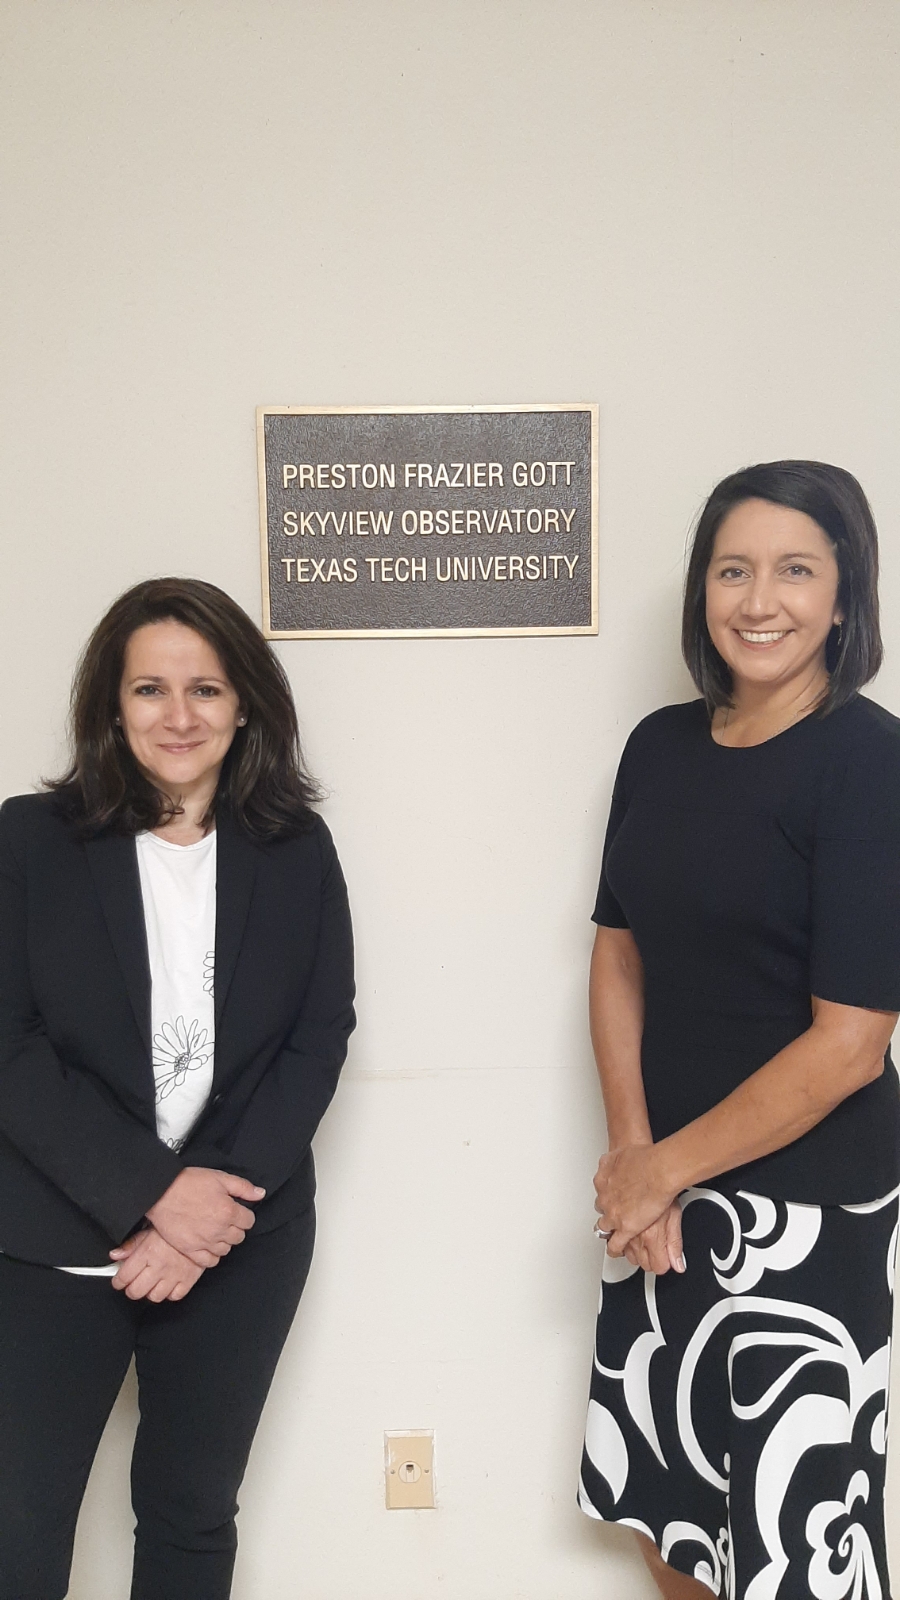 PRESTON FRAZIER GOTT
SKYVIEW OBSERVATORY
TEXAS TECH UNIVERSITY